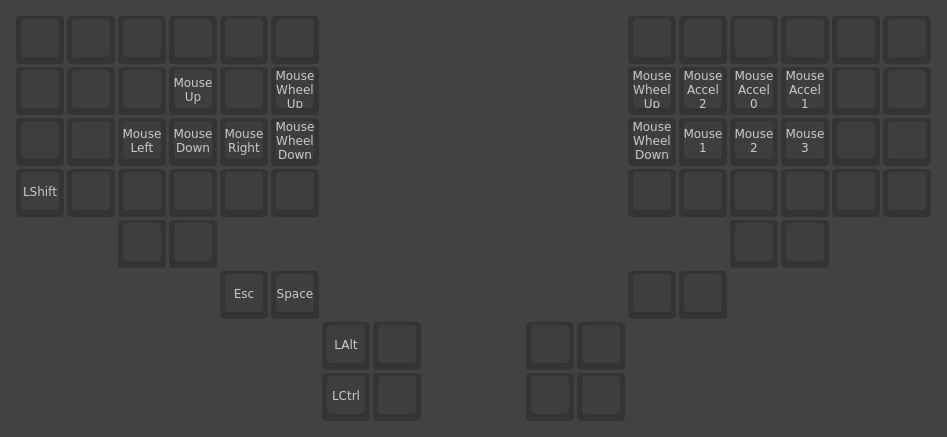 Mouse
Up
Mouse
Wheel
Up
Mouse
Wheel
Up
Mouse
Accel
2
Mouse
Accel
0
Mouse
Accel
1
Mouse
Left
Mouse
Down
Mouse
Right
Mouse
Wheel
Down
Mouse
Wheel
Down
Mouse
1
Mouse
2
Mouse
3
LShift
Esc
Space
LAlt
LCtrl